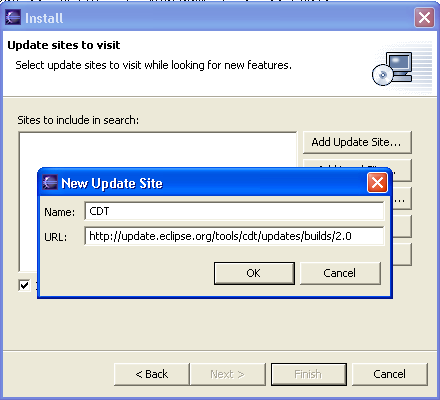 Install
Update sites to visit
Select update sites to visit while looking for new features.
Sites to include in search:
Add Update Site...
New Update Site
Name: CDT
URL: http://update.eclipse.org/tools/cdt/updates/builds/2.0
OK Cancel
< Back Next > Finish Cancel